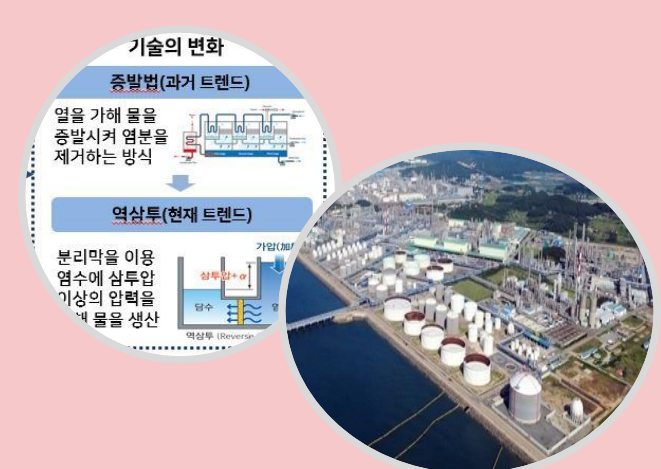 기술의 변화
증발법(과거 트렌드)
열을 가해 물을
증발시켜 염분을
제거하는 방식
역삼투(현재 트렌드)
분리막을 이용
염수에 삼투압
이상의 압력을
물을 생산
가압(加
삼투압+α
담수
역삼투 (Reverse